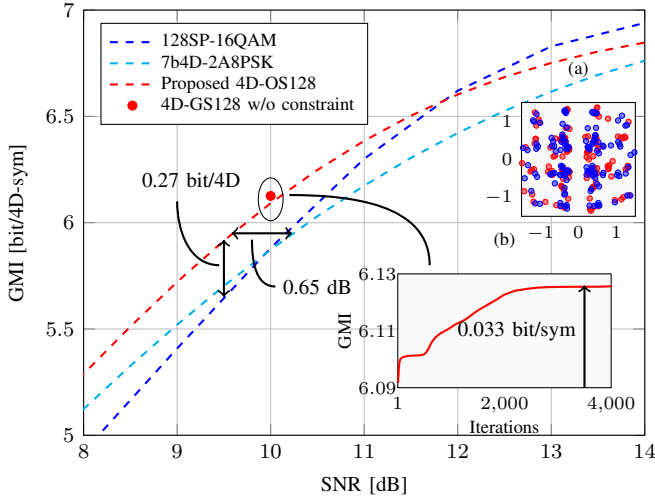 7
6.5
6
5.5
5
GMI [bit/4D-sym]
128SP-16QAM
7b4D-2A8PSK
Proposed 4D-OS128
4D-GS128 w/o constraint
(a)
1
0
−1
−1 0 1
(b)
0.27 bit/4D
0.65 dB
6.13
6.11
6.09
GMI
0.033 bit/sym
1 2,000 4,000
Iterations
8 9 10 11 12 13 14
SNR [dB]